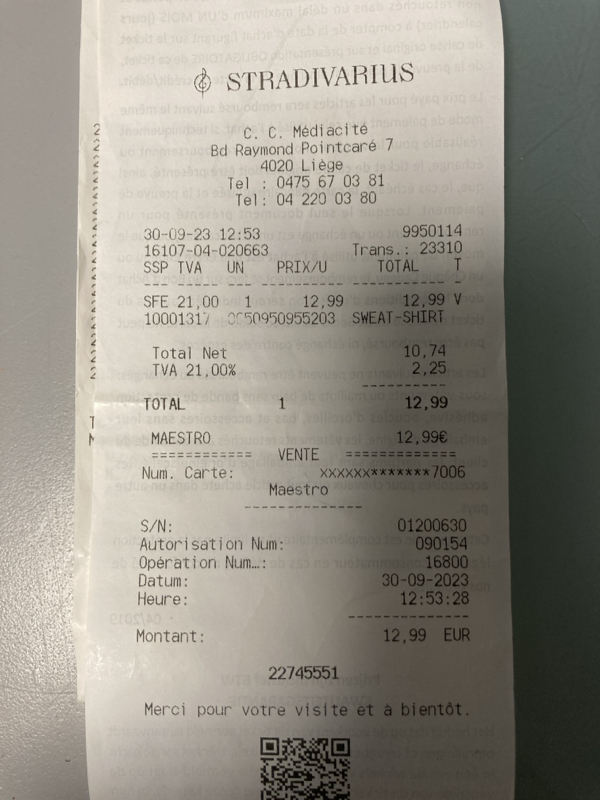 STRADIVARIUS
C. C. Médiacité
Bd Raymond Pointcaré 7
4020 Liège
Tel : 0475 67 03 81
Tel: 04 220 03 80
30-09-23 12:53 9950114
16107-04-020663 Trans.: 23310
SSP TVA UN PRIX/U TOTAL T
SFE 21,00 1 12,99 12,99 V
10001317 SWEAT-SHIRT
Total Net 10,74
TVA 21,00% 2,25
TOTAL 1 12,99
MAESTRO 12,99€
============ VENTE =============
Num. Carte: XXXXXX*******7006
Maestro
S/N: 01200630
Autorisation Num: 090154
Opération Num…: 16800
Datum: 30-09-2023
Heure: 12:53:28
Montant: 12,99 EUR
22745551
Merci pour votre visite et à bientôt.